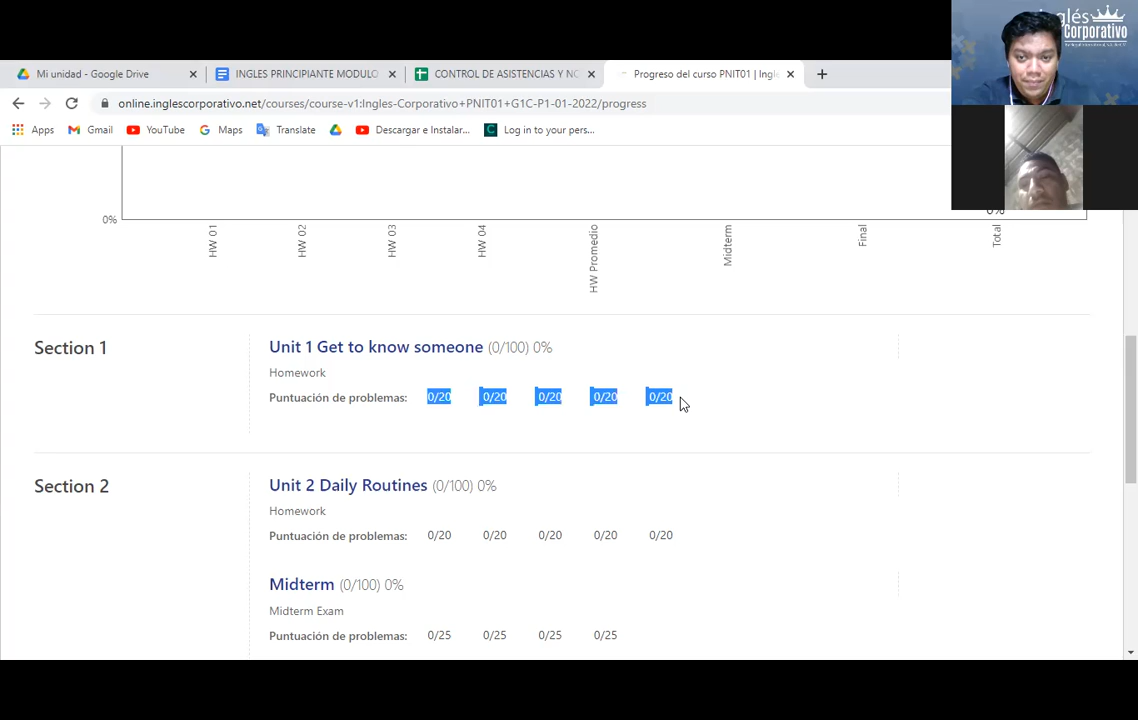 Inglés
Corporativo
Mi unidad - Google Drive
INGLES PRINCIPIANTE MODULO
CONTROL DE ASISTENCIAS Y NO
Progreso del curso PNIT01 | Ingl
online.inglescorporativo.net/courses/course-v1:Ingles-Corporativo+PNIT01+G1C-P1-01-2022/progress
Apps Gmail YouTube Maps Translate Descargar e Instalar... Log in to your pers...
0%
0%
HW 01
HW 02
HW 03
HW 04
HW Promedio
Midterm
Final
Total
Section 1
Unit 1 Get to know someone (0/100) 0%
Homework
Puntuación de problemas: 0/20 0/20 0/20 0/20 0/20
Section 2
Unit 2 Daily Routines (0/100) 0%
Homework
Puntuación de problemas: 0/20 0/20 0/20 0/20 0/20
Midterm (0/100) 0%
Midterm Exam
Puntuación de problemas: 0/25 0/25 0/25 0/25